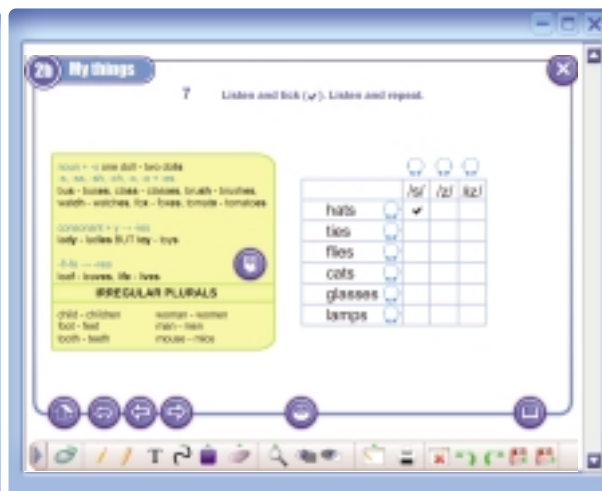 2b My things
7 Listen and tick (✔). Listen and repeat.
noun + -s one doll - two dolls
-s, -ss, -sh, -ch, -x, -o + -es
bus - buses, class - classes, brush - brushes,
watch - watches, fox - foxes, tomato - tomatoes
consonant + y → -ies
lady - ladies BUT toy - toys
-f/-fe → -ves
loaf - loaves, life - lives
IRREGULAR PLURALS
child - children woman - women
foot - feet man - men
tooth - teeth mouse - mice
/s/ /z/ /ɪz/
hats ✔
ties
flies
cats
glasses
lamps
T